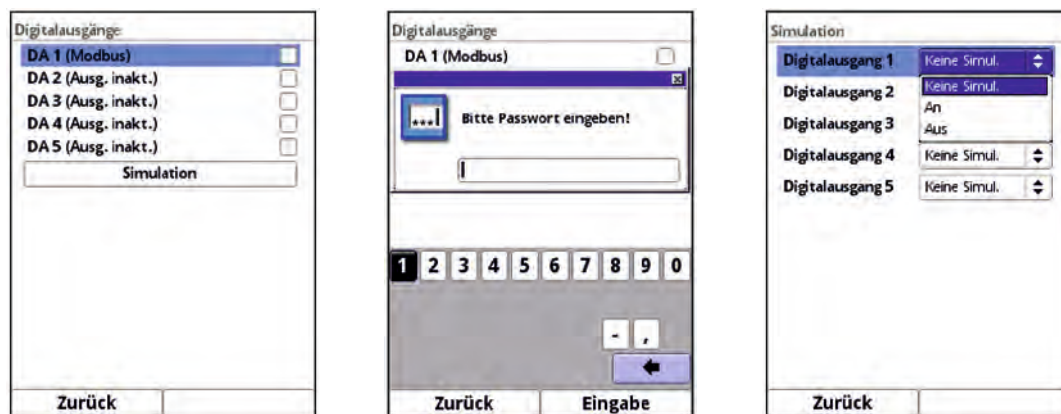 Digitalausgänge
DA 1 (Modbus)
DA 2 (Ausg. inakt.)
DA 3 (Ausg. inakt.)
DA 4 (Ausg. inakt.)
DA 5 (Ausg. inakt.)
Simulation
Zurück
Digitalausgänge
DA 1 (Modbus)
...
Bitte Passwort eingeben!
1 2 3 4 5 6 7 8 9 0
- ,
Zurück Eingabe
Simulation
Digitalausgang 1 Keine Simul.
Digitalausgang 2 Keine Simul.
An
Digitalausgang 3 Aus
Digitalausgang 4 Keine Simul.
Digitalausgang 5 Keine Simul.
Zurück